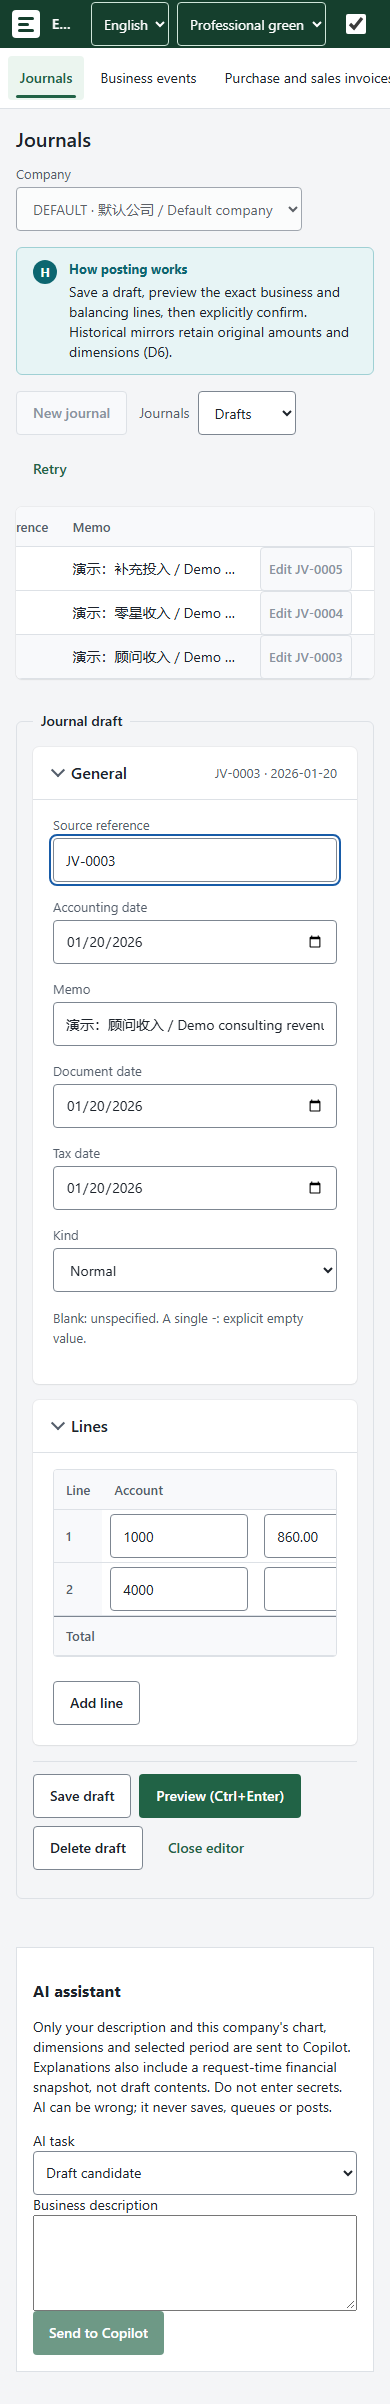 E...
English
Professional green
Journals
Business events
Purchase and sales invoices
Journals
Company
DEFAULT · 默认公司 / Default company
H
How posting works
Save a draft, preview the exact business and
balancing lines, then explicitly confirm.
Historical mirrors retain original amounts and
dimensions (D6).
New journal
Journals
Drafts
Retry
rence
Memo
演示：补充投入 / Demo ...
Edit JV-0005
演示：零星收入 / Demo ...
Edit JV-0004
演示：顾问收入 / Demo ...
Edit JV-0003
Journal draft
General
JV-0003 · 2026-01-20
Source reference
JV-0003
Accounting date
01/20/2026
Memo
演示：顾问收入 / Demo consulting revenu
Document date
01/20/2026
Tax date
01/20/2026
Kind
Normal
Blank: unspecified. A single -: explicit empty
value.
Lines
Line
Account
1
1000
860.00
2
4000
Total
Add line
Save draft
Preview (Ctrl+Enter)
Delete draft
Close editor
AI assistant
Only your description and this company's chart,
dimensions and selected period are sent to Copilot.
Explanations also include a request-time financial
snapshot, not draft contents. Do not enter secrets.
AI can be wrong; it never saves, queues or posts.
AI task
Draft candidate
Business description
Send to Copilot